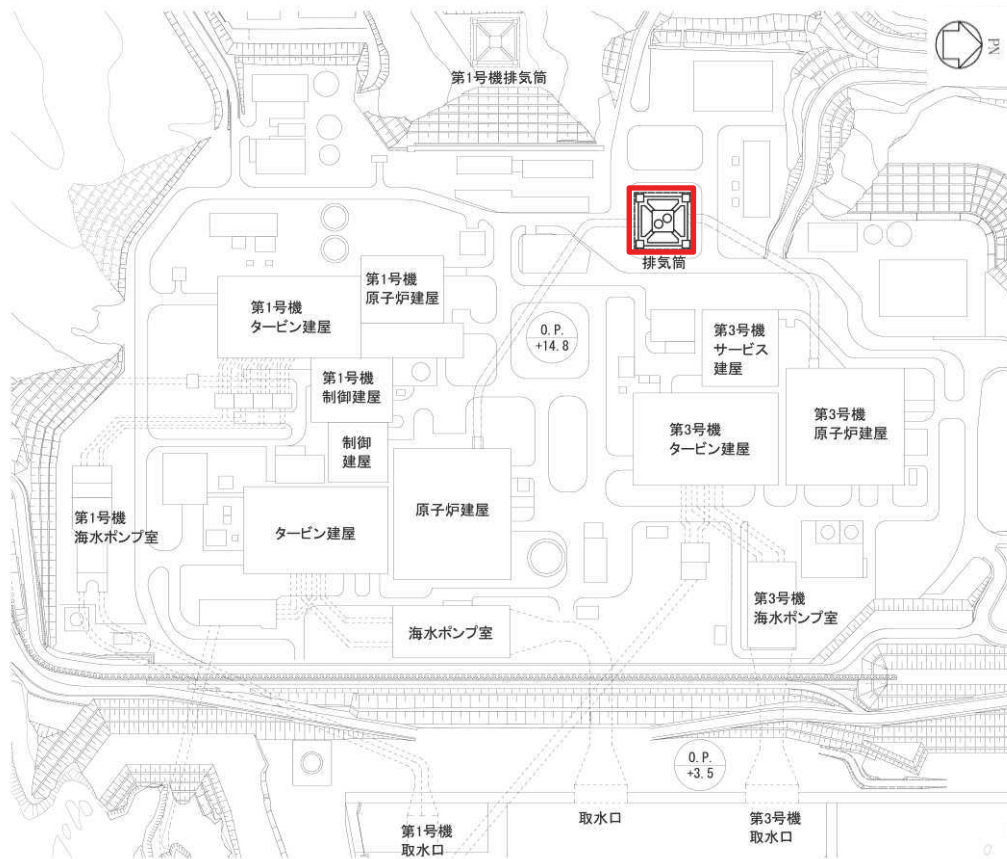 PN
第1号機排気筒
排気筒
第1号機
原子炉建屋
第1号機
タービン建屋
O.P.
+14.8
第3号機
サービス
建屋
第1号機
制御建屋
第3号機
原子炉建屋
第3号機
タービン建屋
制御
建屋
原子炉建屋
第1号機
海水ポンプ室
タービン建屋
第3号機
海水ポンプ室
海水ポンプ室
O.P.
+3.5
取水口
第3号機
取水口
第1号機
取水口